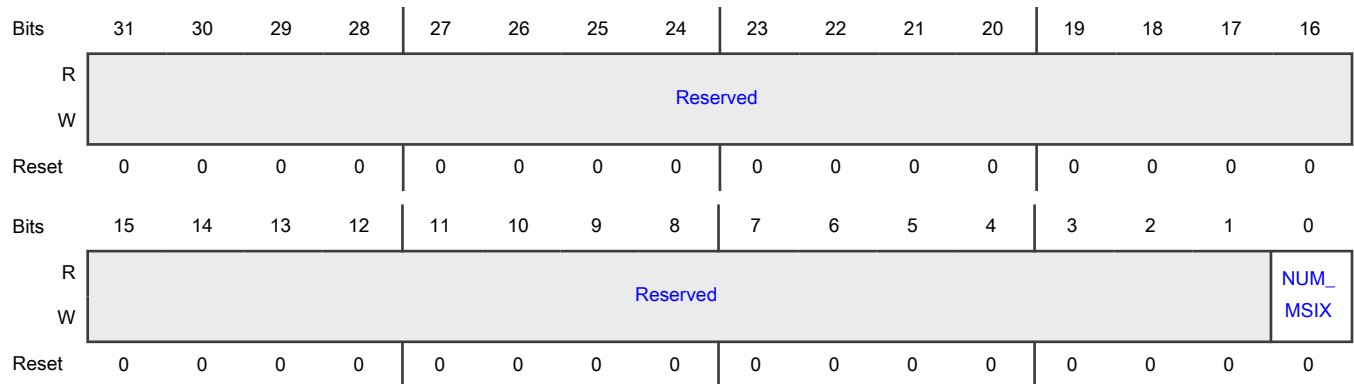 Bits 31 30 29 28 27 26 25 24 23 22 21 20 19 18 17 16
R
Reserved
W
Reset 0 0 0 0 0 0 0 0 0 0 0 0 0 0 0 0
Bits 15 14 13 12 11 10 9 8 7 6 5 4 3 2 1 0
R NUM_
Reserved
W MSIX
Reset 0 0 0 0 0 0 0 0 0 0 0 0 0 0 0 0